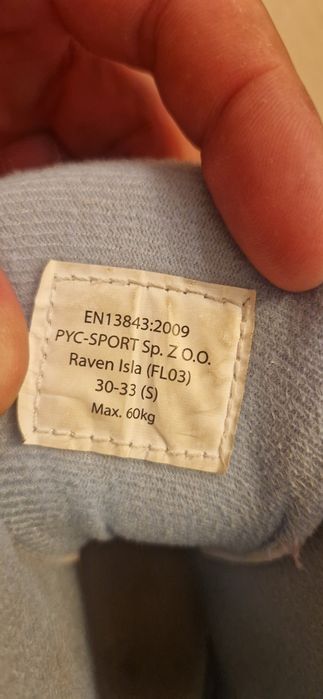 EN13843:2009
PYC-SPORT Sp. Z O.O.
Raven Isla (FL03)
30-33 (S)
Max. 60kg